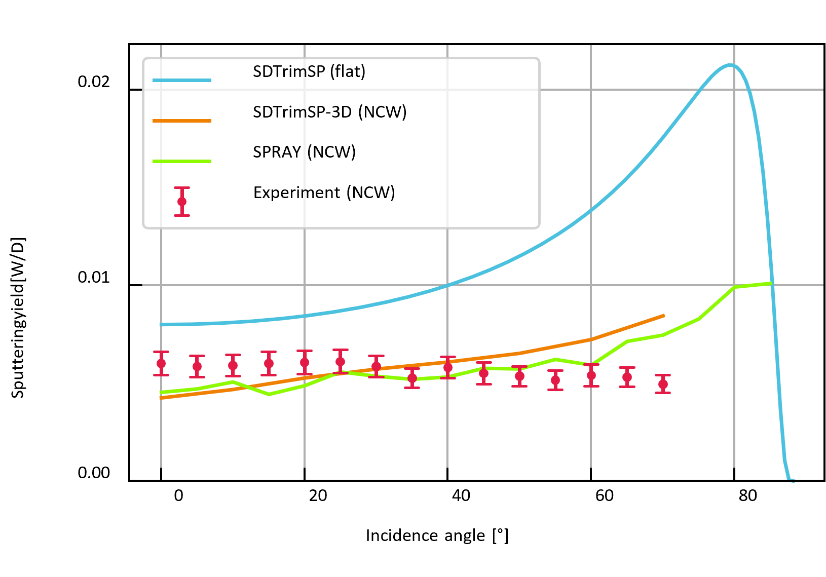 SDTrimSP (flat)
SDTrimSP-3D (NCW)
SPRAY (NCW)
Experiment (NCW)
0.02
0.01
0.00
Sputteringyield[W/D]
0 20 40 60 80
Incidence angle [°]